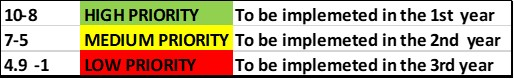 10-8 HIGH PRIORITY To be implemeted in the 1st year
7-5 MEDIUM PRIORITY To be implemeted in the 2nd year
4.9 -1 LOW PRIORITY To be implemeted in the 3rd year